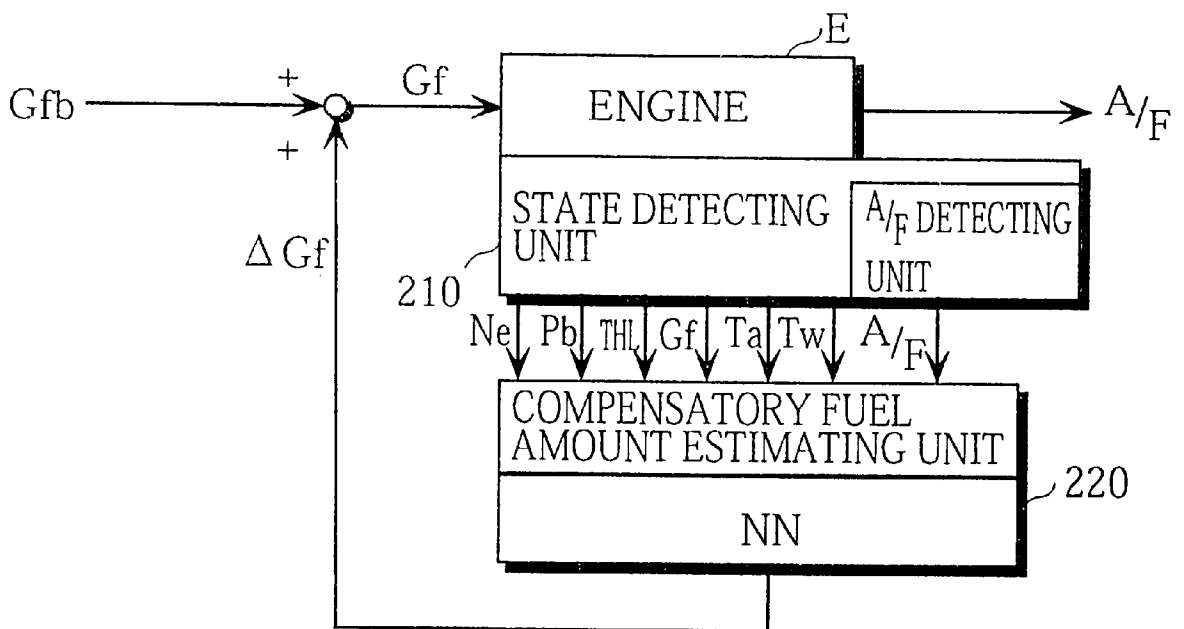 E
+
Gf
Gfb
ENGINE
A/F
+
STATE DETECTING
UNIT
A/F DETECTING
UNIT
Δ Gf
210
Ne Pb THL Gf Ta Tw A/F
COMPENSATORY FUEL
AMOUNT ESTIMATING UNIT
220
NN